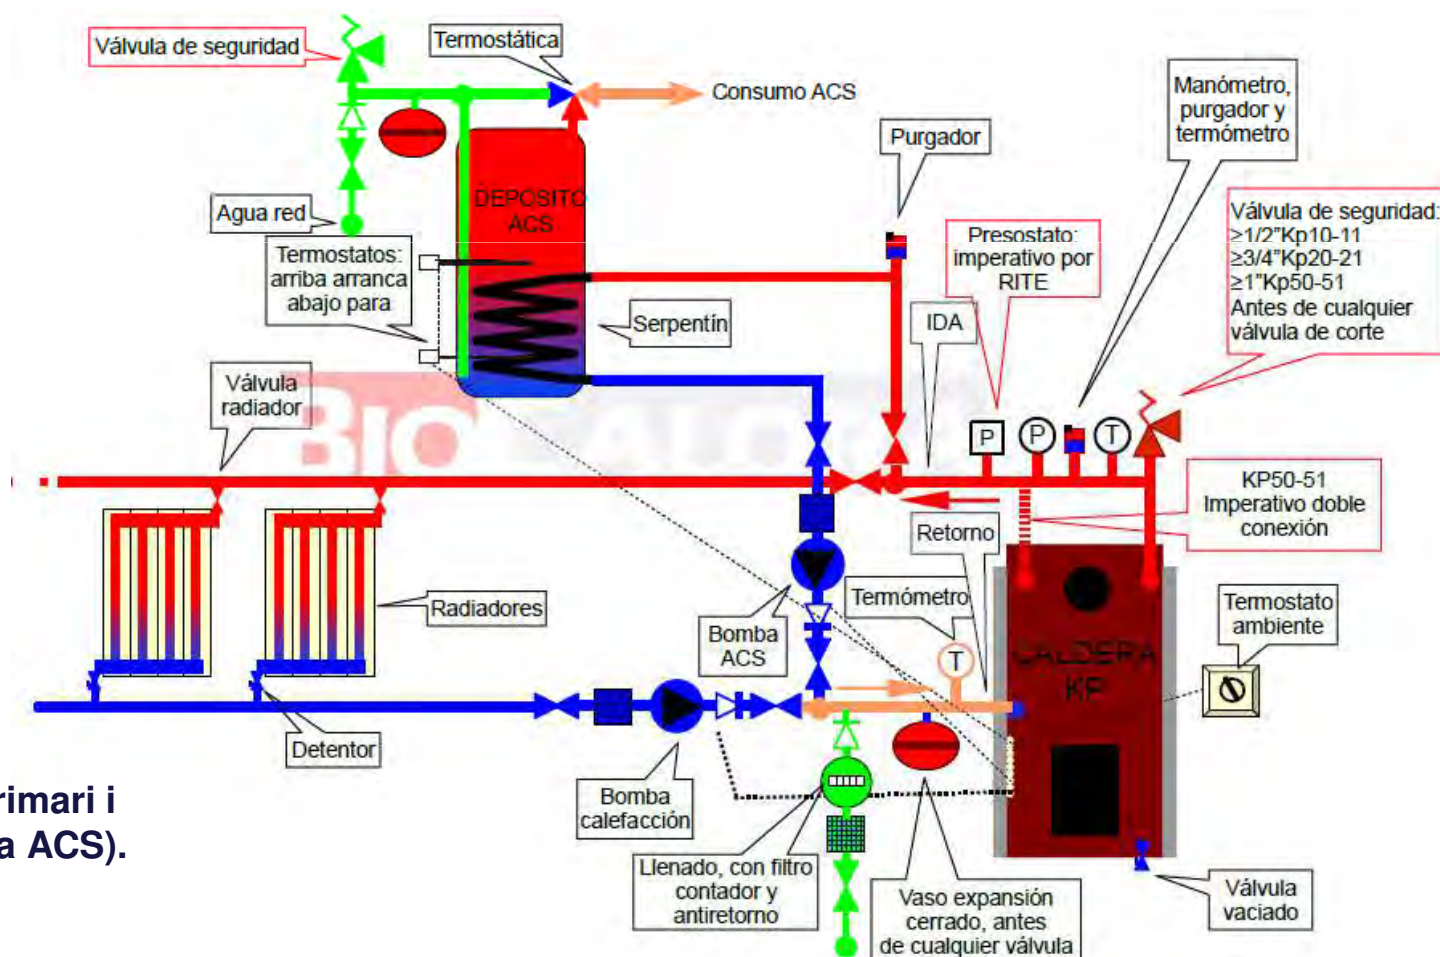 Válvula de seguridad
Termostática
Consumo ACS
Manómetro,
purgador y
termómetro
Purgador
DEPOSITO
ACS
Agua red
Termostatos:
arriba arranca
abajo para
Presostato:
imperativo por
RITE
Válvula de seguridad:
≥1/2"Kp10-11
≥3/4"Kp20-21
≥1"Kp50-51
Antes de cualquier
válvula de corte
IDA
Serpentín
Válvula
radiador
BIO
P
P
T
KP50-51
Imperativo doble
conexión
Retorno
Radiadores
Termómetro
Bomba
ACS
T
CALDERA
KP
Termostato
ambiente
Detentor
rimari i
a ACS).
Bomba
calefacción
Llenado, con filtro
contador y
antiretorno
Vaso expansión
cerrado, antes
de cualquier válvula
Válvula
vaciado